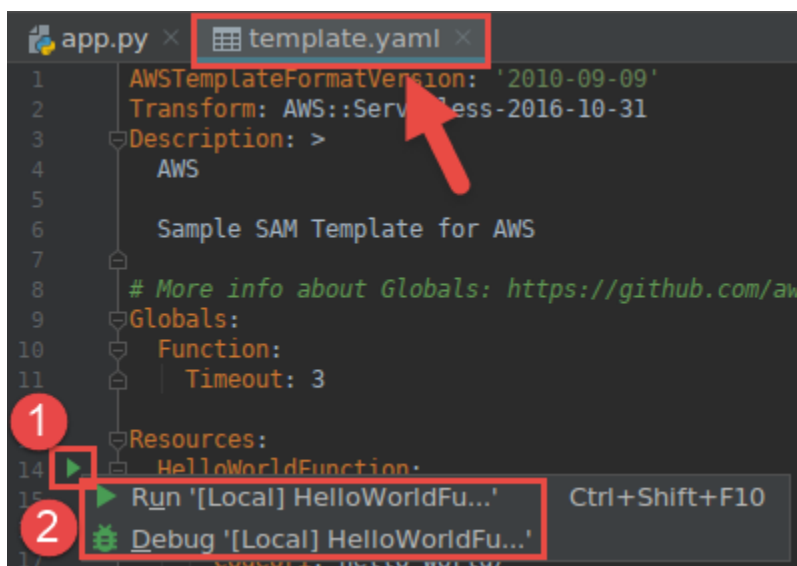 app.py × template.yaml ×
1 AWSTemplateFormatVersion: '2010-09-09'
2 Transform: AWS::Serv less-2016-10-31
3 Description: >
4 AWS
5
6 Sample SAM Template for AWS
7
8 # More info about Globals: https://github.com/aw
9 Globals:
10 Function:
11 Timeout: 3
1
Resources:
14 HelloWorldFunction:
15 Run '[Local] HelloWorldFu...' Ctrl+Shift+F10
2 Debug '[Local] HelloWorldFu...'
17